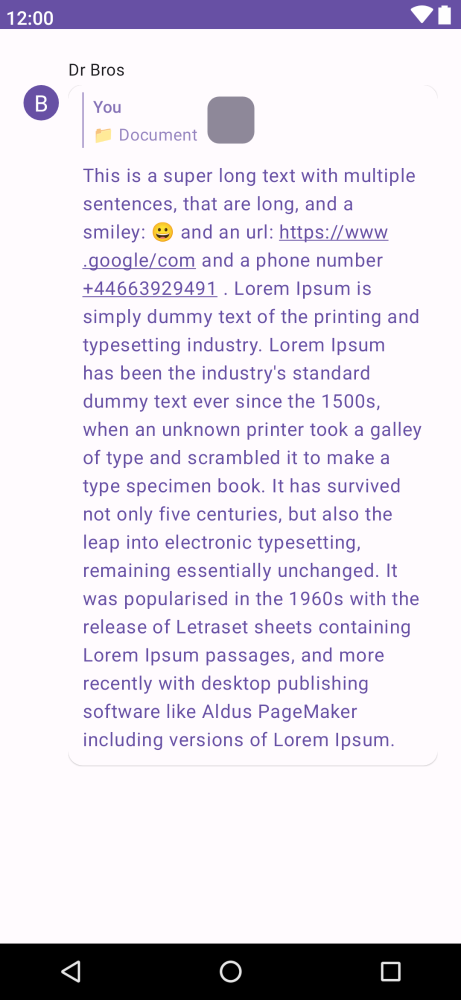 12:00
Dr Bros
B
You
📁 Document
This is a super long text with multiple
sentences, that are long, and a
smiley: 😀 and an url: https://www
.google/com and a phone number
+44663929491 . Lorem Ipsum is
simply dummy text of the printing and
typesetting industry. Lorem Ipsum
has been the industry's standard
dummy text ever since the 1500s,
when an unknown printer took a galley
of type and scrambled it to make a
type specimen book. It has survived
not only five centuries, but also the
leap into electronic typesetting,
remaining essentially unchanged. It
was popularised in the 1960s with the
release of Letraset sheets containing
Lorem Ipsum passages, and more
recently with desktop publishing
software like Aldus PageMaker
including versions of Lorem Ipsum.